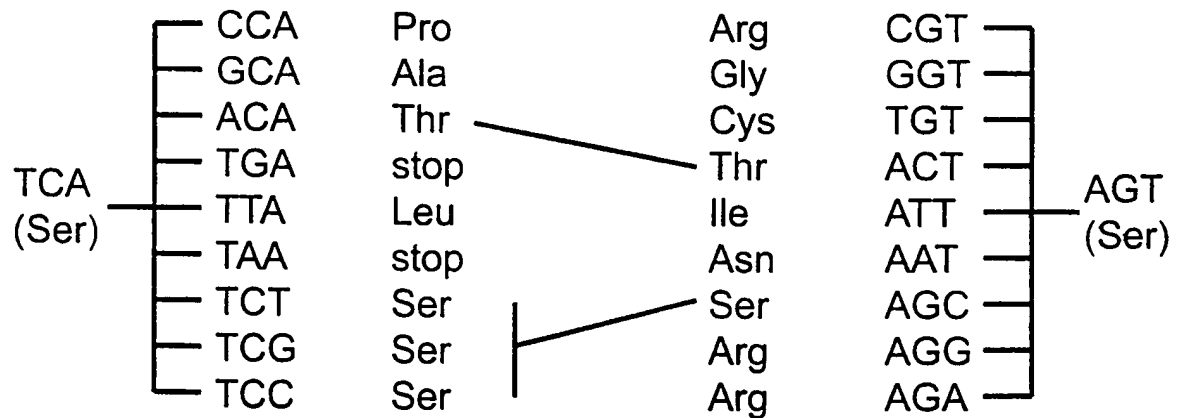 CCA Pro Arg CGT
GCA Ala Gly GGT
ACA Thr Cys TGT
TGA stop Thr ACT
TCA
(Ser)
TTA Leu Ile ATT
AGT
(Ser)
TAA stop Asn AAT
TCT Ser Ser AGC
TCG Ser Arg AGG
TCC Ser Arg AGA